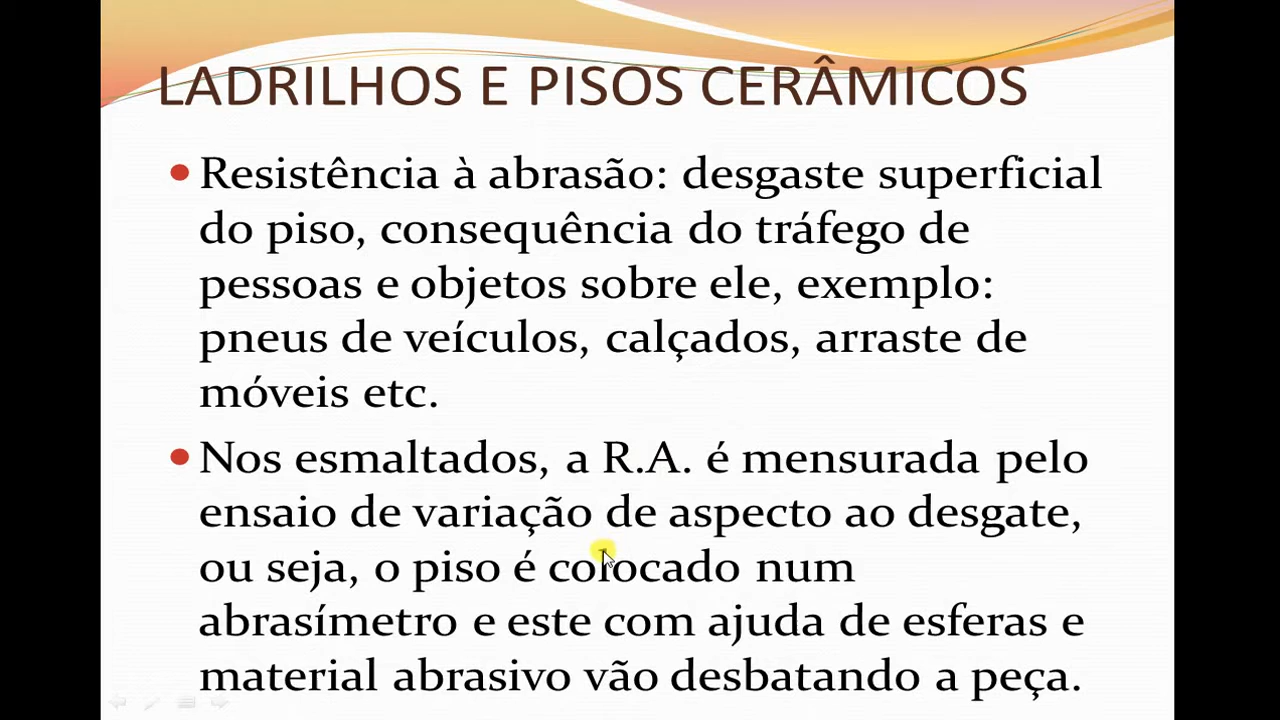 LADRILHOS E PISOS CERÂMICOS
Resistência à abrasão: desgaste superficial
do piso, consequência do tráfego de
pessoas e objetos sobre ele, exemplo:
pneus de veículos, calçados, arraste de
móveis etc.
Nos esmaltados, a R.A. é mensurada pelo
ensaio de variação de aspecto ao desgate,
ou seja, o piso é colocado num
abrasímetro e este com ajuda de esferas e
material abrasivo vão desbatando a peça.